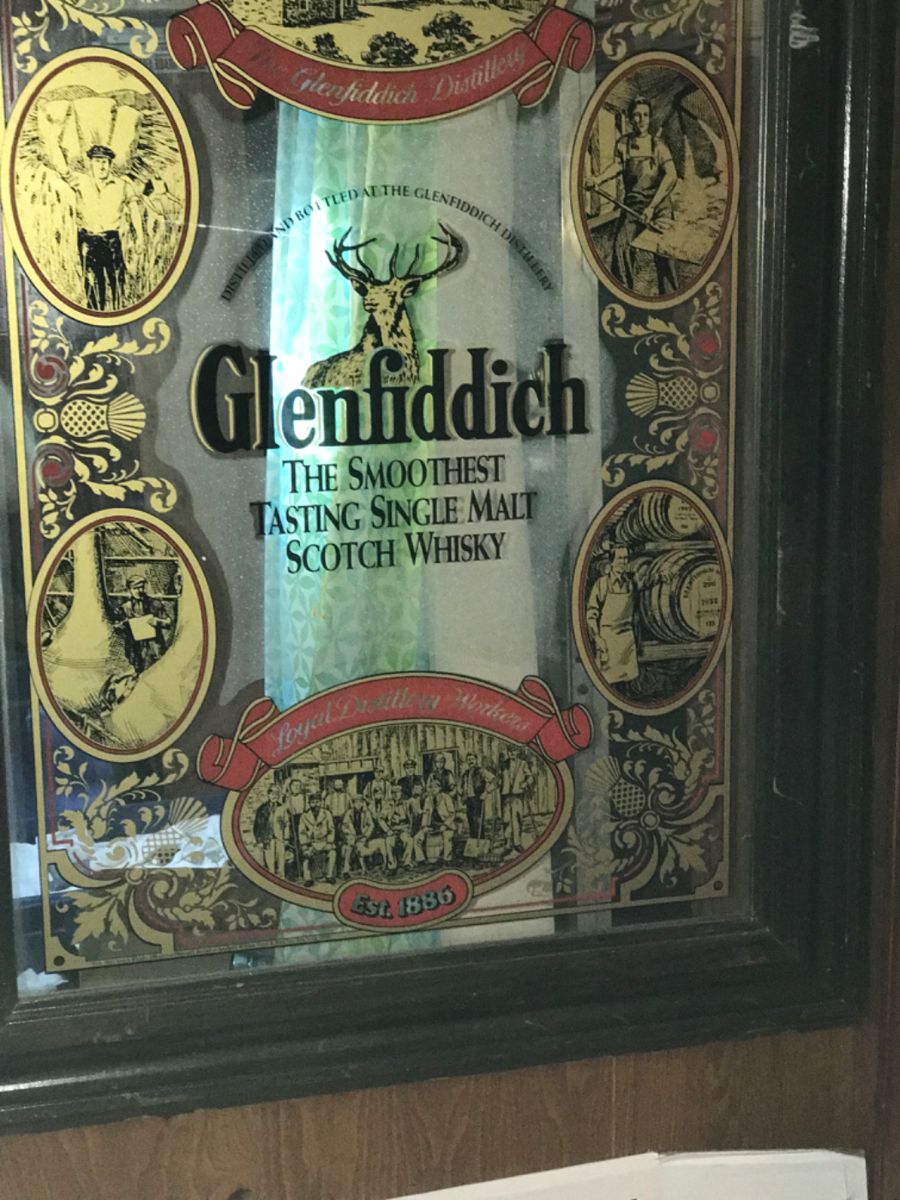 The Glenfiddich Distillery
DISTILLED AND BOTTLED AT THE GLENFIDDICH DISTILLERY
Glenfiddich
THE SMOOTHEST
TASTING SINGLE MALT
SCOTCH WHISKY
Loyal Distillery Workers
Est. 1886